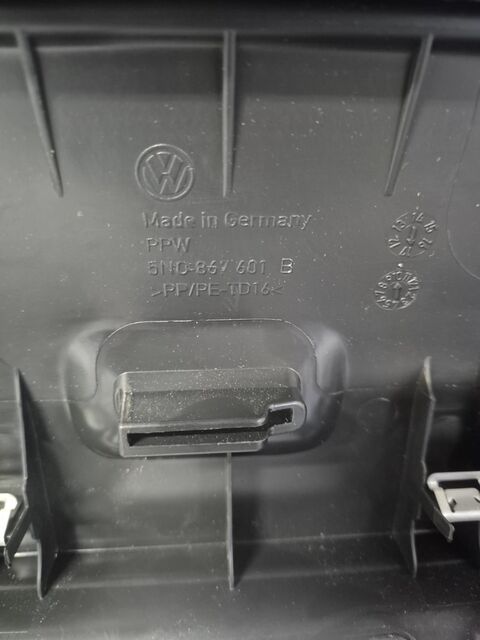 Made in Germany
PPW
5N0 867 601 B
>PP/PE-TD16<